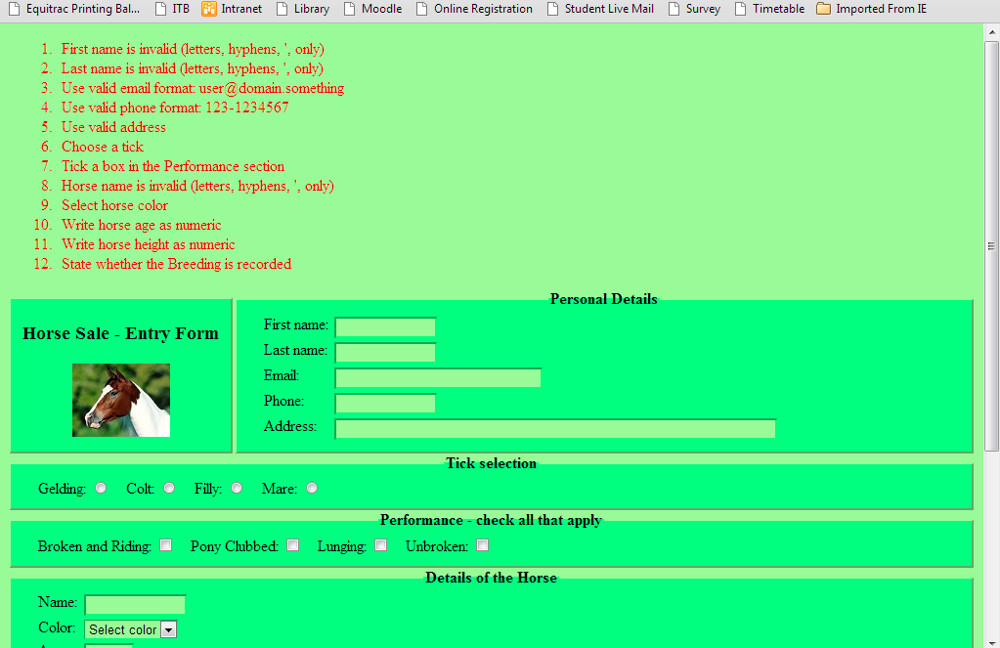 Equitrac Printing Bal... ITB Intranet Library Moodle Online Registration Student Live Mail Survey Timetable Imported From IE
1. First name is invalid (letters, hyphens, ', only)
2. Last name is invalid (letters, hyphens, ', only)
3. Use valid email format: user@domain.something
4. Use valid phone format: 123-1234567
5. Use valid address
6. Choose a tick
7. Tick a box in the Performance section
8. Horse name is invalid (letters, hyphens, ', only)
9. Select horse color
10. Write horse age as numeric
11. Write horse height as numeric
12. State whether the Breeding is recorded
Horse Sale - Entry Form
Personal Details
First name:
Last name:
Email:
Phone:
Address:
Tick selection
Gelding: Colt: Filly: Mare:
Performance - check all that apply
Broken and Riding: Pony Clubbed: Lunging: Unbroken:
Details of the Horse
Name:
Color: Select color